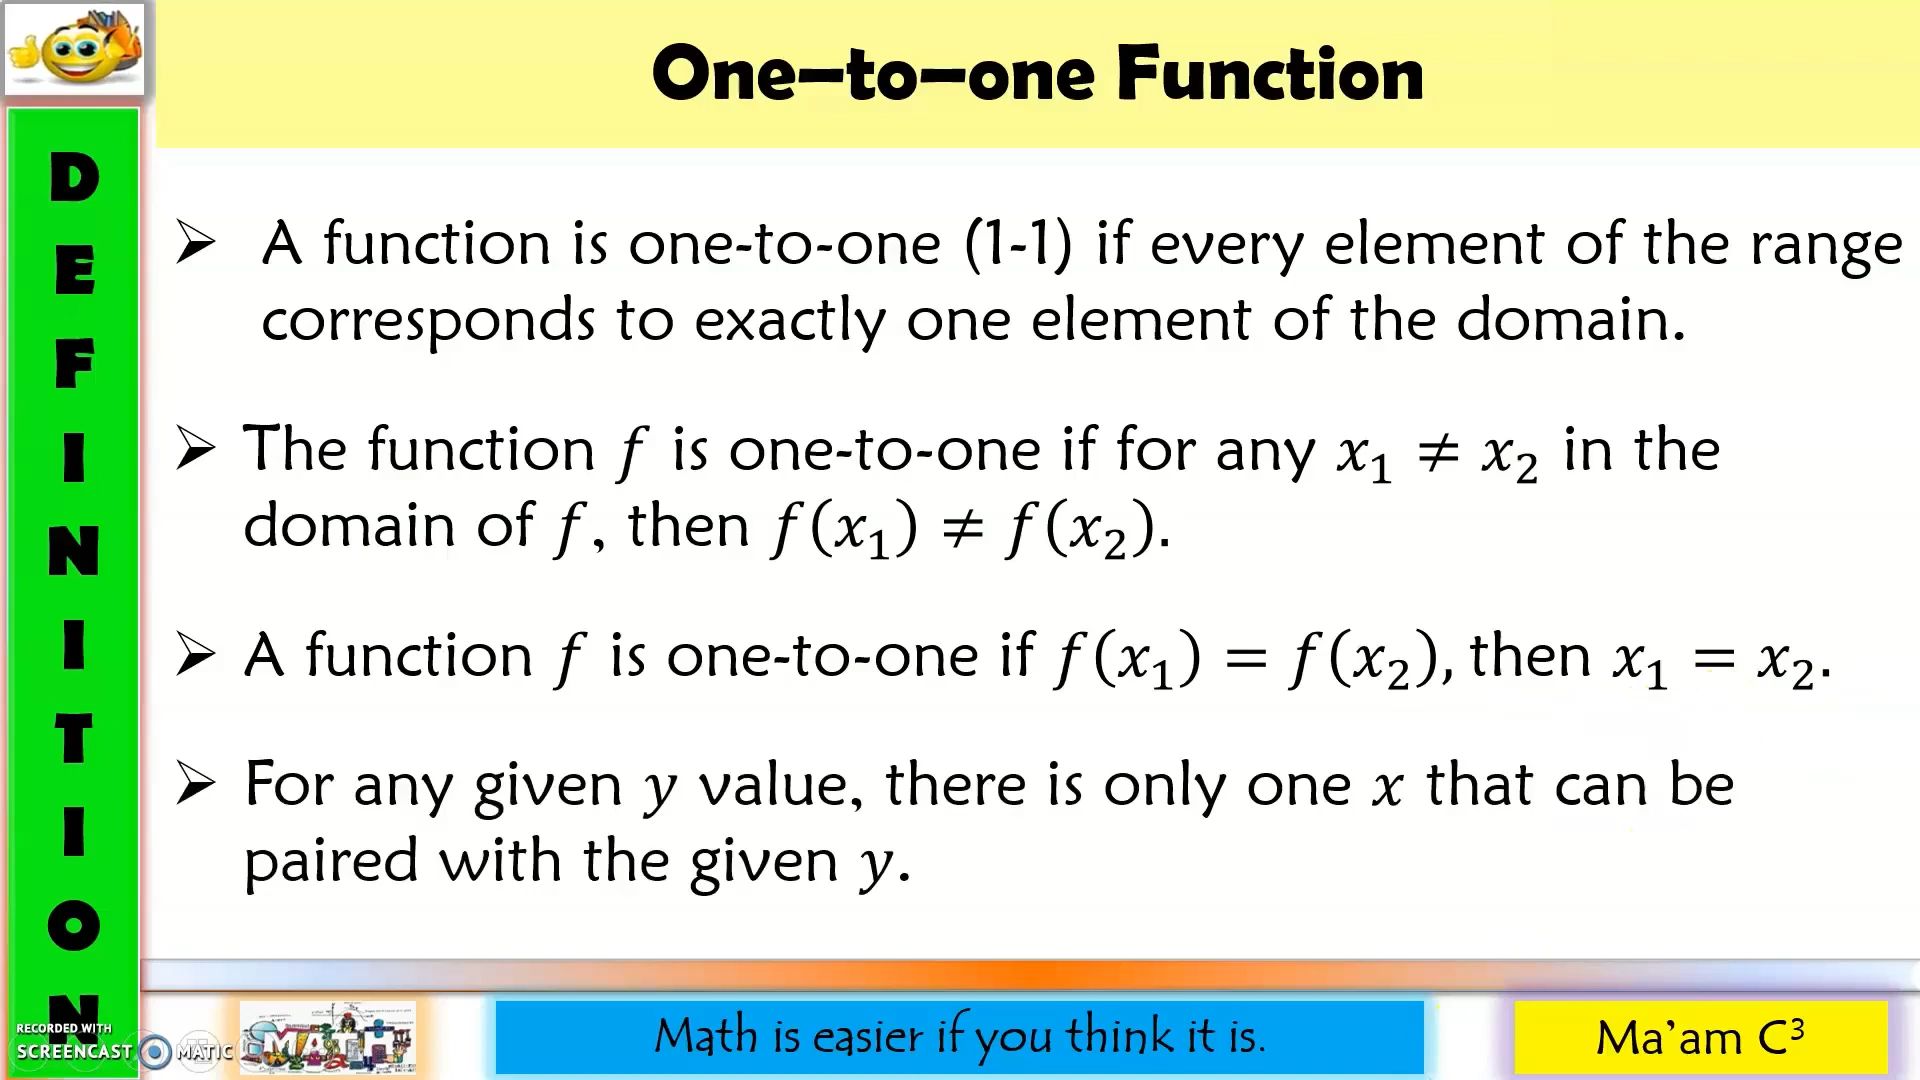 One–to–one Function
D
E
F
I
N
I
T
I
O
N
➢ A function is one-to-one (1-1) if every element of the range
corresponds to exactly one element of the domain.
➢ The function f is one-to-one if for any x₁ ≠ x₂ in the
domain of f, then f(x₁) ≠ f(x₂).
➢ A function f is one-to-one if f(x₁) = f(x₂), then x₁ = x₂.
➢ For any given y value, there is only one x that can be
paired with the given y.
RECORDED WITH
SCREENCAST MATIC
MATH
Math is easier if you think it is.
Ma’am C³